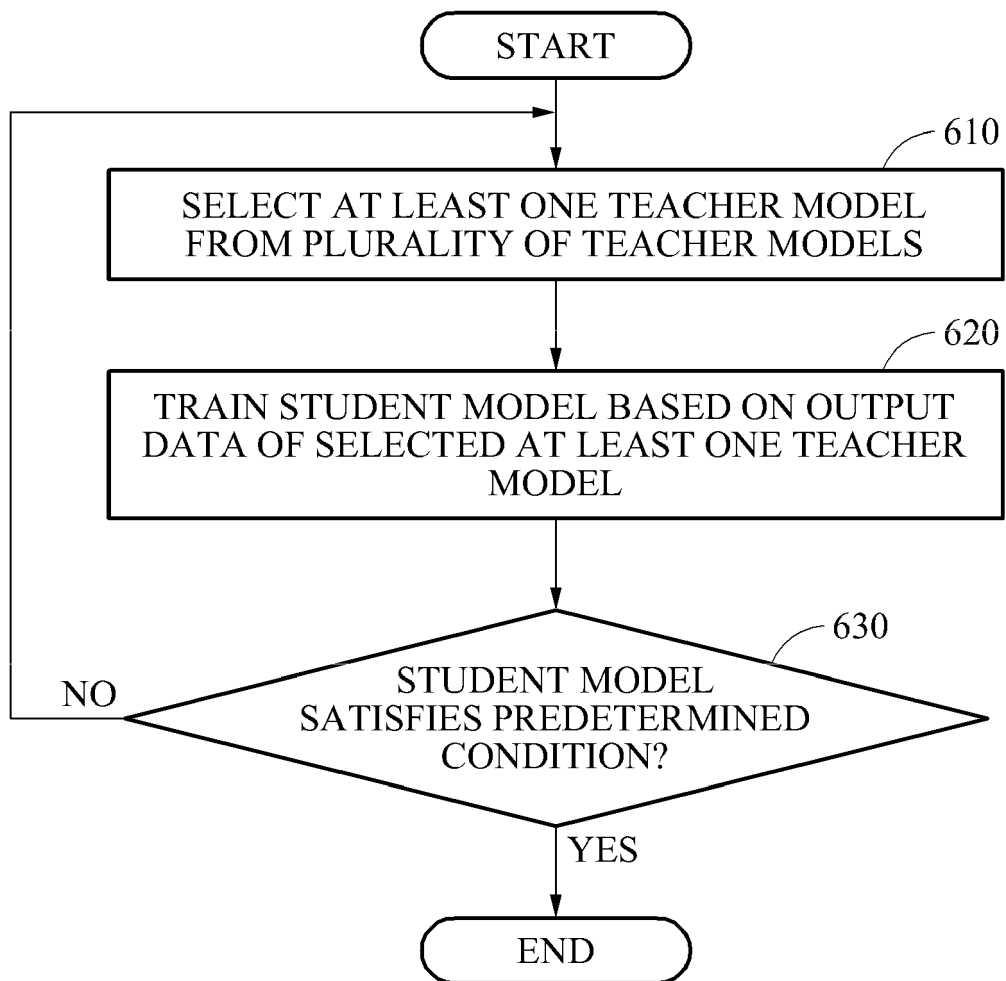 START
610
SELECT AT LEAST ONE TEACHER MODEL
FROM PLURALITY OF TEACHER MODELS
620
TRAIN STUDENT MODEL BASED ON OUTPUT
DATA OF SELECTED AT LEAST ONE TEACHER
MODEL
630
STUDENT MODEL
SATISFIES PREDETERMINED
CONDITION?
NO
YES
END